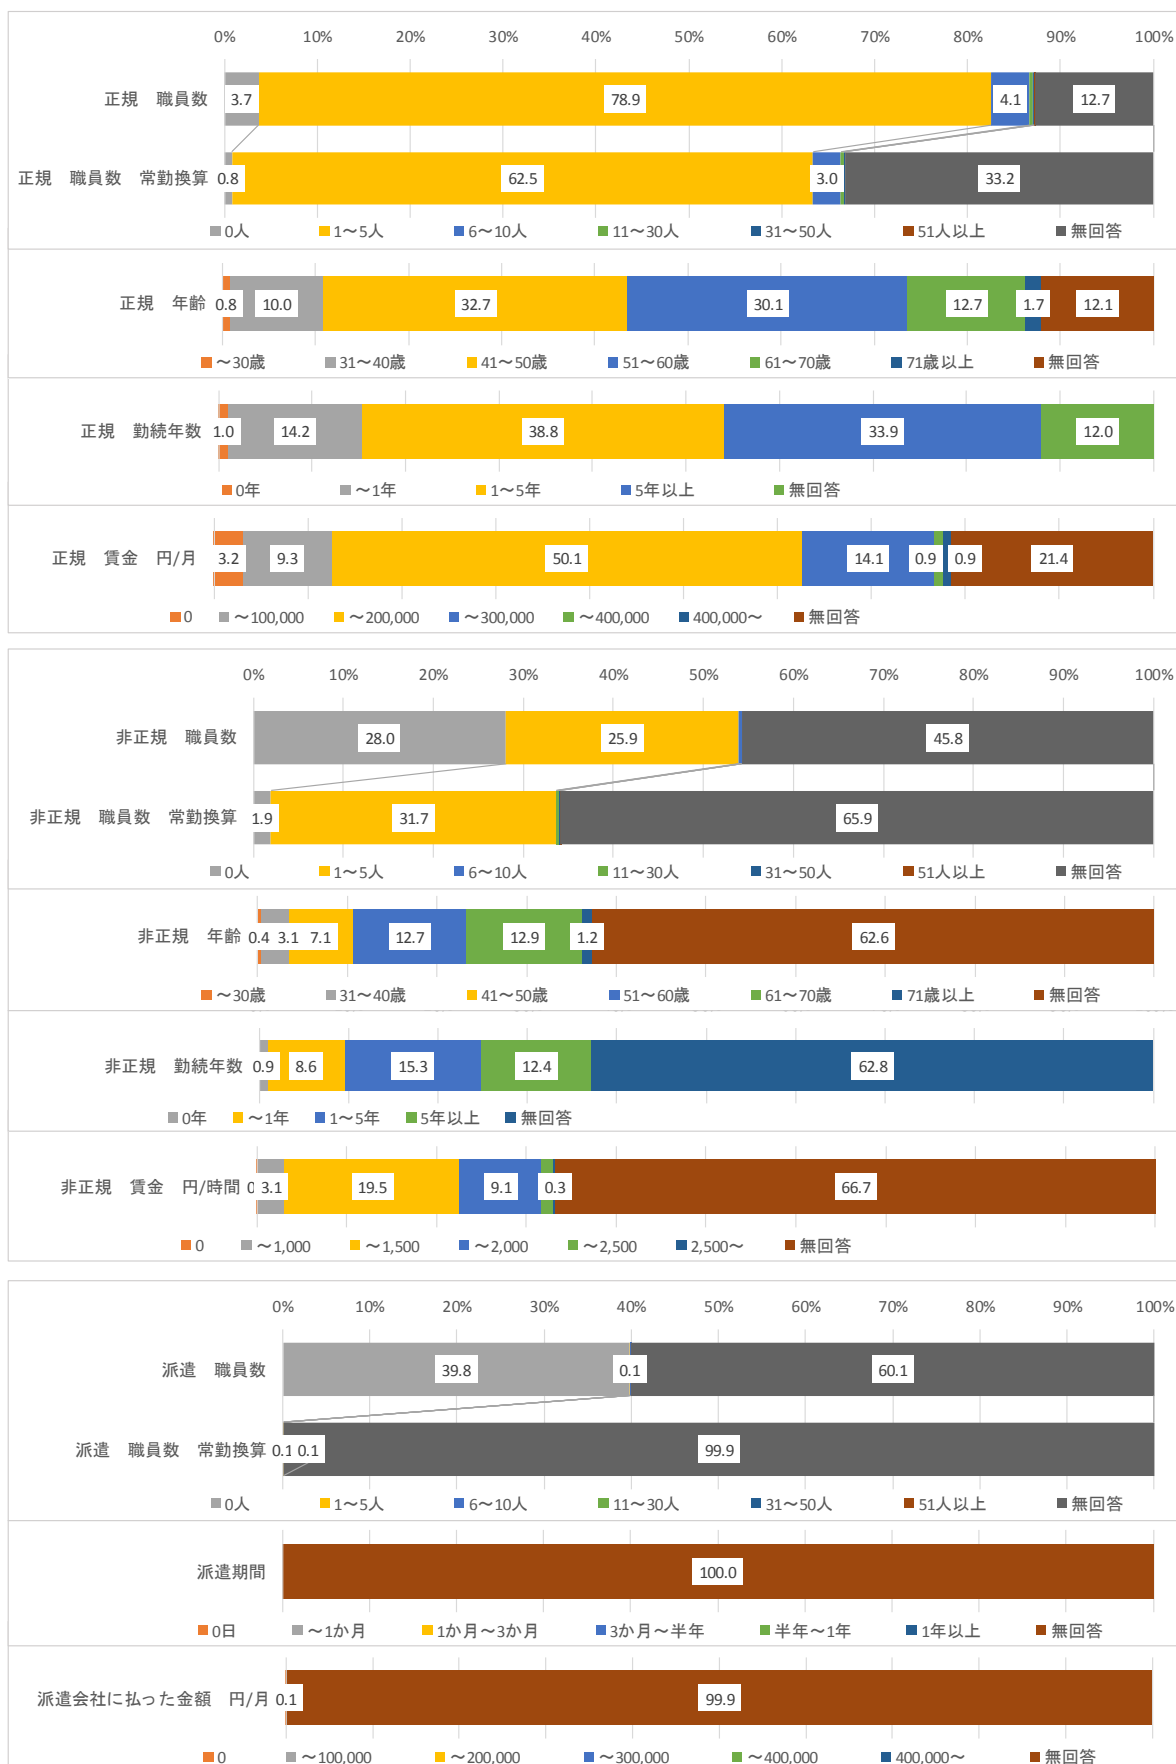 0% 10% 20% 30% 40% 50% 60% 70% 80% 90% 100%
正規　職員数 3.7 78.9 4.1 12.7
正規　職員数　常勤換算 0.8 62.5 3.0 33.2
0人 1～5人 6～10人 11～30人 31～50人 51人以上 無回答
正規　年齢 0.8 10.0 32.7 30.1 12.7 1.7 12.1
～30歳 31～40歳 41～50歳 51～60歳 61～70歳 71歳以上 無回答
正規　勤続年数 1.0 14.2 38.8 33.9 12.0
0年 ～1年 1～5年 5年以上 無回答
正規　賃金　円/月 3.2 9.3 50.1 14.1 0.9 0.9 21.4
0 ～100,000 ～200,000 ～300,000 ～400,000 400,000～ 無回答
0% 10% 20% 30% 40% 50% 60% 70% 80% 90% 100%
非正規　職員数 28.0 25.9 45.8
非正規　職員数　常勤換算 1.9 31.7 65.9
0人 1～5人 6～10人 11～30人 31～50人 51人以上 無回答
非正規　年齢 0.4 3.1 7.1 12.7 12.9 1.2 62.6
～30歳 31～40歳 41～50歳 51～60歳 61～70歳 71歳以上 無回答
非正規　勤続年数 0.9 8.6 15.3 12.4 62.8
0年 ～1年 1～5年 5年以上 無回答
非正規　賃金　円/時間 3.1 19.5 9.1 0.3 66.7
0 ～1,000 ～1,500 ～2,000 ～2,500 2,500～ 無回答
0% 10% 20% 30% 40% 50% 60% 70% 80% 90% 100%
派遣　職員数 39.8 0.1 60.1
派遣　職員数　常勤換算 0.1 0.1 99.9
0人 1～5人 6～10人 11～30人 31～50人 51人以上 無回答
派遣期間 100.0
0日 ～1か月 1か月～3か月 3か月～半年 半年～1年 1年以上 無回答
派遣会社に払った金額　円/月 0.1 99.9
0 ～100,000 ～200,000 ～300,000 ～400,000 400,000～ 無回答